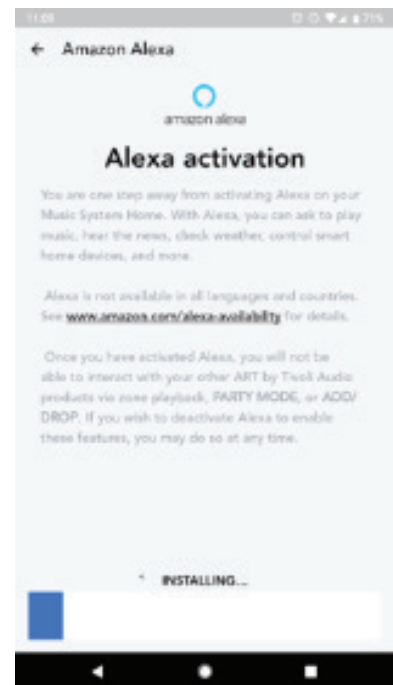 11:09
71%
← Amazon Alexa
amazon alexa
Alexa activation
You are one step away from activating Alexa on your
Music System Home. With Alexa, you can ask to play
music, hear the news, check weather, control smart
home devices, and more.
Alexa is not available in all languages and countries.
See www.amazon.com/alexa-availability for details.
Once you have activated Alexa, you will not be
able to interact with your other ART by Tivoli Audio
products via zone playback, PARTY MODE, or ADD/
DROP. If you wish to deactivate Alexa to enable
these features, you may do so at any time.
INSTALLING...